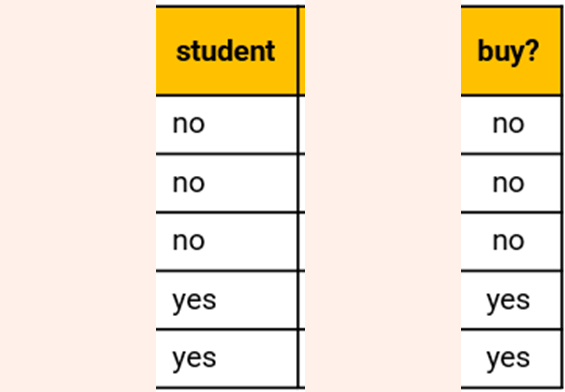 student buy?
no no
no no
no no
yes yes
yes yes